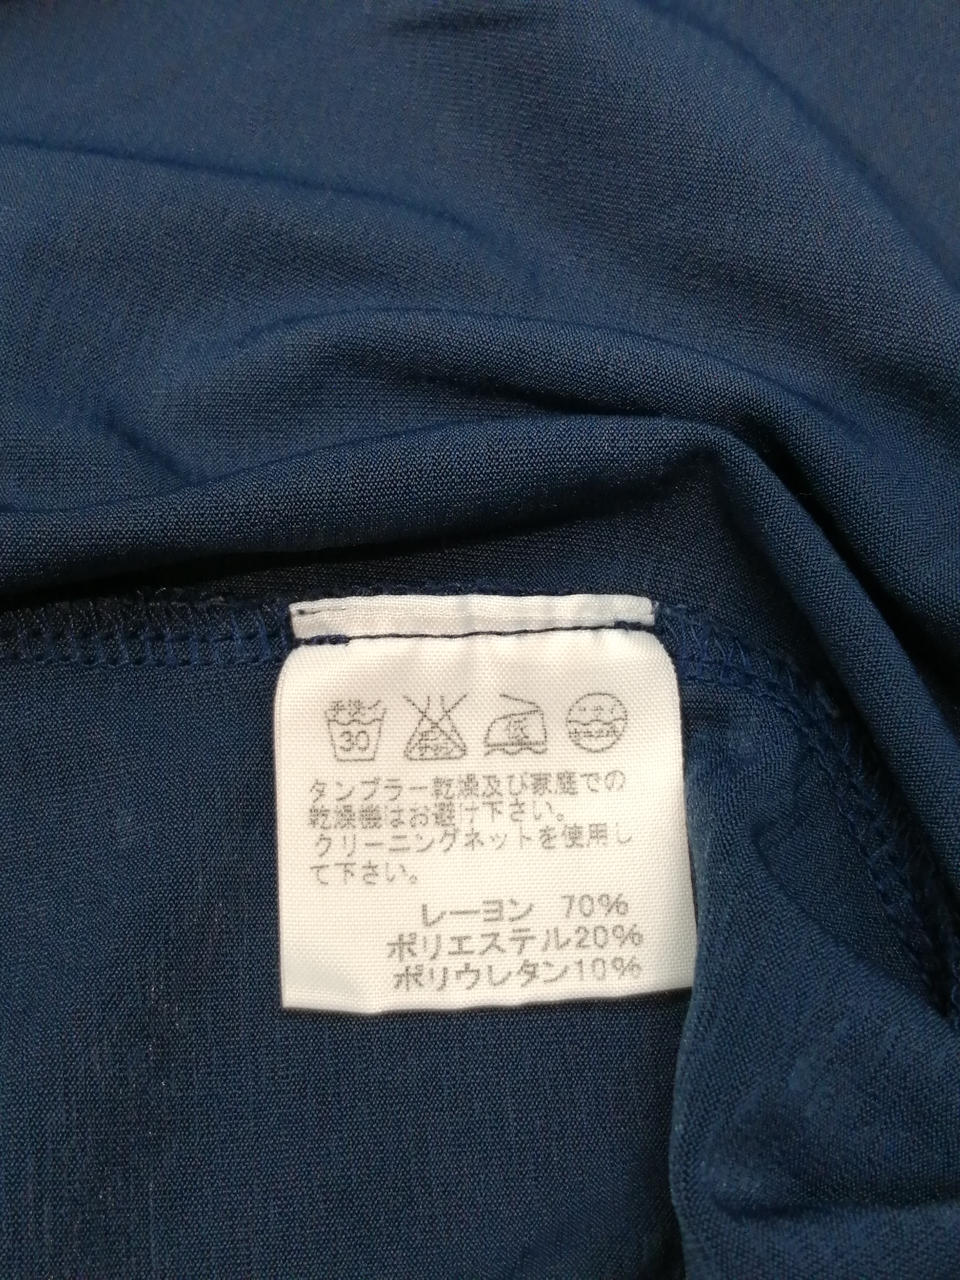 手洗イ
30
低
タンブラー乾燥及び家庭での
乾燥機はお避け下さい。
クリーニングネットを使用し
て下さい。
レーヨン 70%
ポリエステル20%
ポリウレタン10%